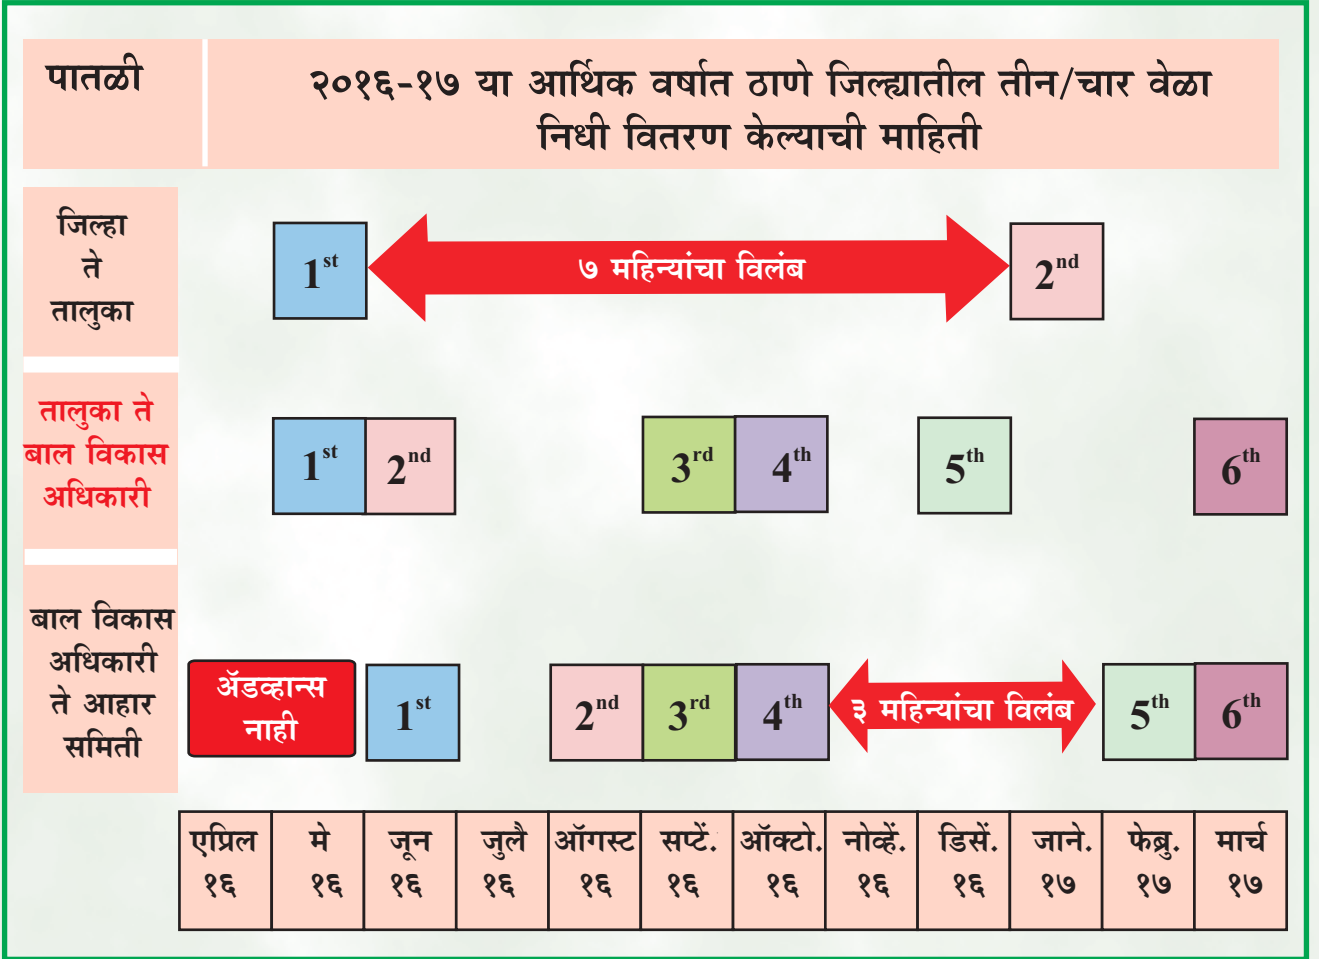 पातळी
२०१६-१७ या आर्थिक वर्षात ठाणे जिल्ह्यातील तीन/चार वेळा
निधी वितरण केल्याची माहिती
जिल्हा
ते
तालुका
1st
७ महिन्यांचा विलंब
2nd
तालुका ते
बाल विकास
अधिकारी
1st
2nd
3rd
4th
5th
6th
बाल विकास
अधिकारी
ते आहार
समिती
ॲडव्हान्स
नाही
1st
2nd
3rd
4th
३ महिन्यांचा विलंब
5th
6th
एप्रिल
१६
मे
१६
जून
१६
जुलै
१६
ऑगस्ट
१६
सप्टें.
१६
ऑक्टो.
१६
नोव्हें.
१६
डिसें.
१६
जाने.
१७
फेब्रु.
१७
मार्च
१७